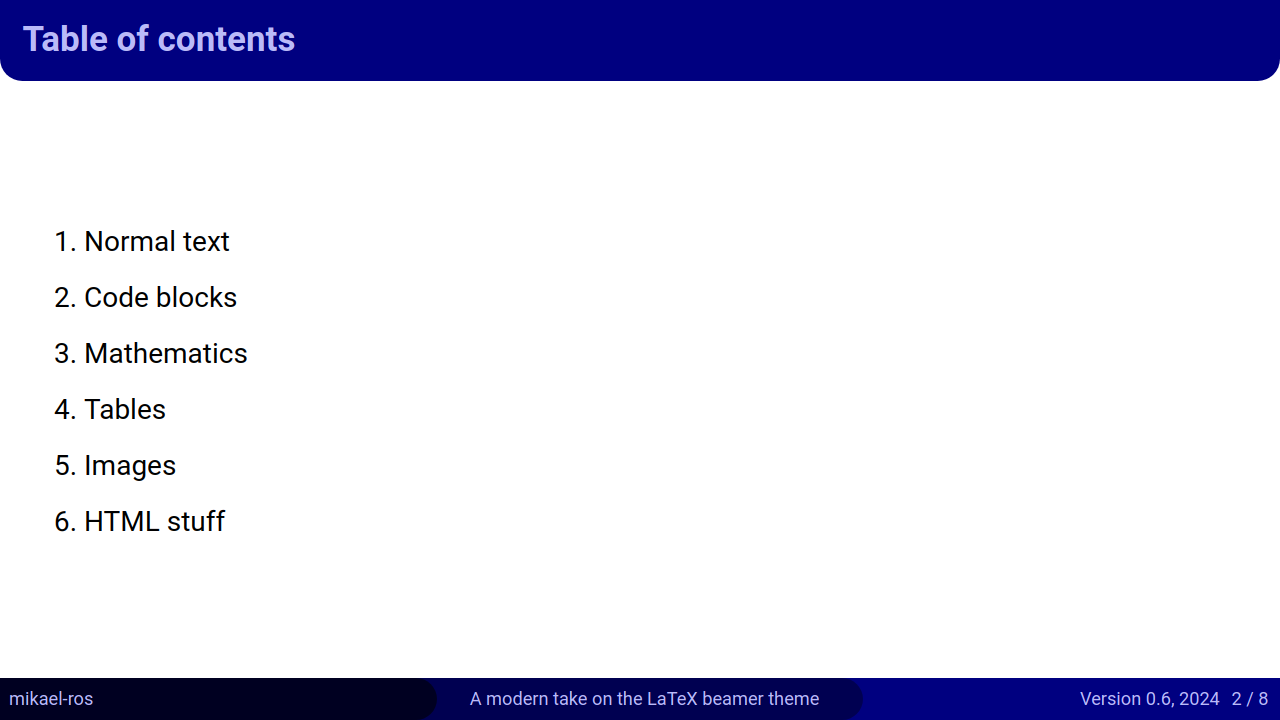 Table of contents
1. Normal text
2. Code blocks
3. Mathematics
4. Tables
5. Images
6. HTML stuff
mikael-ros A modern take on the LaTeX beamer theme Version 0.6, 2024 2 / 8